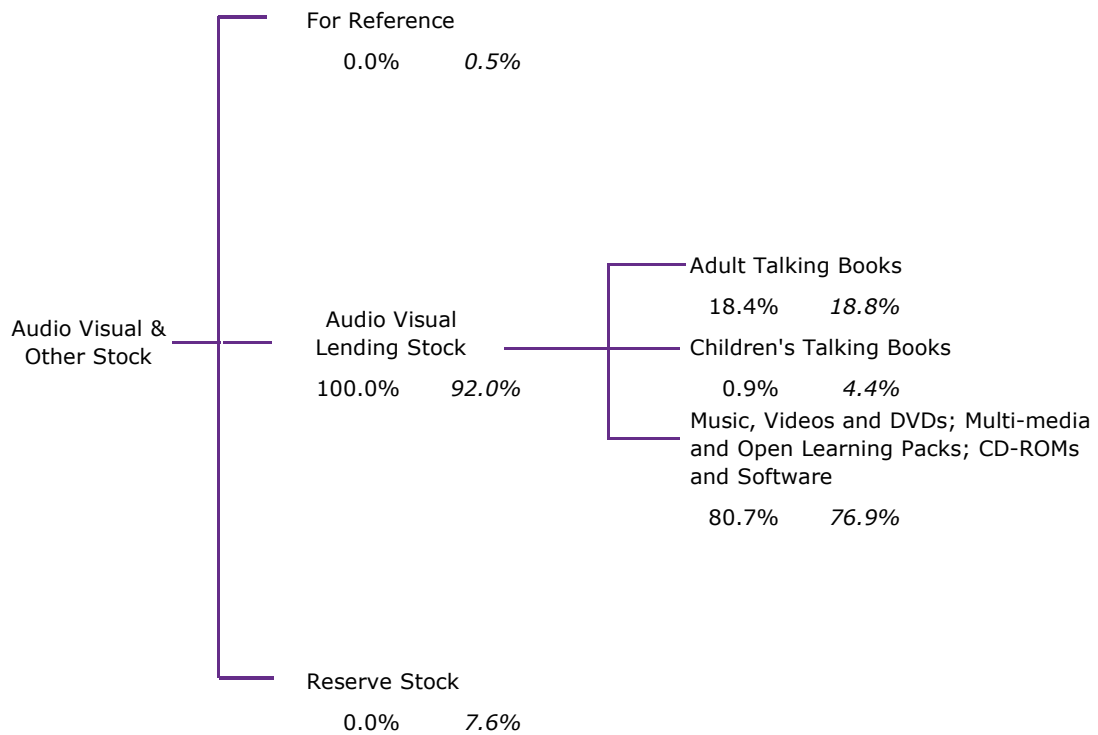 For Reference
0.0% 0.5%
Audio Visual &
Other Stock
Audio Visual
Lending Stock
100.0% 92.0%
Adult Talking Books
18.4% 18.8%
Children's Talking Books
0.9% 4.4%
Music, Videos and DVDs; Multi-media
and Open Learning Packs; CD-ROMs
and Software
80.7% 76.9%
Reserve Stock
0.0% 7.6%